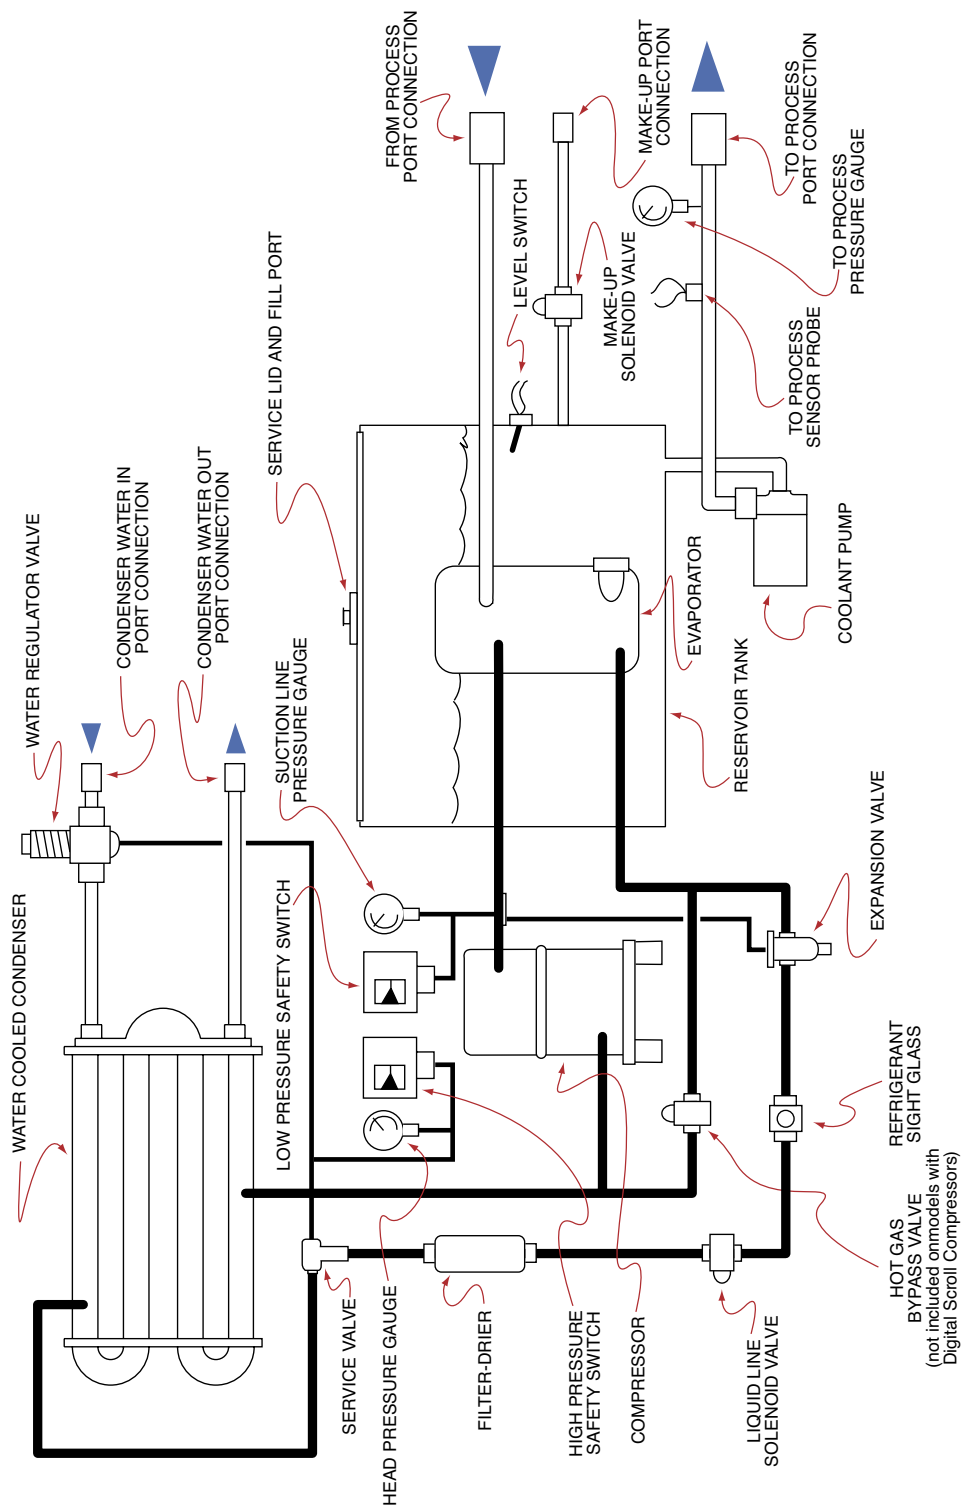 WATER COOLED CONDENSER
WATER REGULATOR VALVE
CONDENSER WATER IN
PORT CONNECTION
CONDENSER WATER OUT
PORT CONNECTION
SERVICE LID AND FILL PORT
LOW PRESSURE SAFETY SWITCH
SUCTION LINE
PRESSURE GAUGE
FROM PROCESS
PORT CONNECTION
LEVEL SWITCH
MAKE-UP
SOLENOID VALVE
MAKE-UP PORT
CONNECTION
TO PROCESS
PORT CONNECTION
TO PROCESS
PRESSURE GAUGE
TO PROCESS
SENSOR PROBE
COOLANT PUMP
EVAPORATOR
RESERVOIR TANK
EXPANSION VALVE
REFRIGERANT
SIGHT GLASS
HOT GAS
BYPASS VALVE
(not included onmodels with
Digital Scroll Compressors)
LIQUID LINE
SOLENOID VALVE
COMPRESSOR
HIGH PRESSURE
SAFETY SWITCH
FILTER-DRIER
HEAD PRESSURE GAUGE
SERVICE VALVE